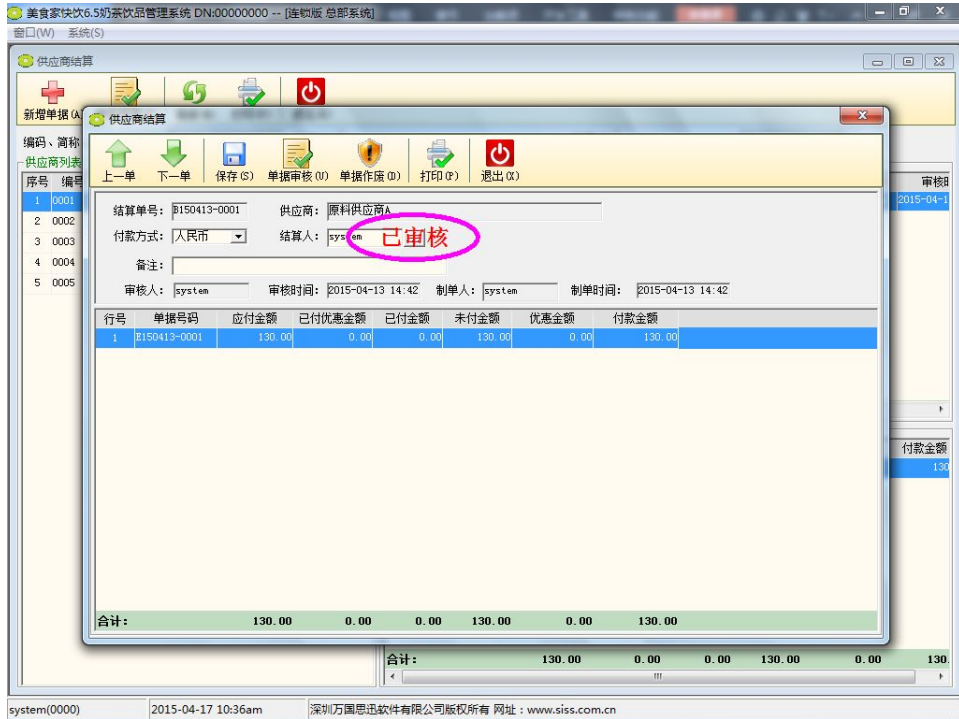 美食家快饮6.5奶茶饮品管理系统 DN:00000000 -- [连锁版 总部系统]
窗口(W) 系统(S)
供应商结算
新增单据(A)
供应商结算
上一单 下一单 保存(S) 单据审核(U) 单据作废(D) 打印(P) 退出(X)
编码、简称
供应商列表
序号 编号
1 0001
2 0002
3 0003
4 0004
5 0005
审核时
2015-04-1
结算单号: B150413-0001 供应商: 原料供应商A
付款方式: 人民币 结算人: system 已审核
备注:
审核人: system 审核时间: 2015-04-13 14:42 制单人: system 制单时间: 2015-04-13 14:42
行号 单据号码 应付金额 已付优惠金额 已付金额 未付金额 优惠金额 付款金额
1 E150413-0001 130.00 0.00 0.00 130.00 0.00 130.00
付款金额
130
合计: 130.00 0.00 0.00 130.00 0.00 130.00
合计: 130.00 0.00 0.00 130.00 0.00 130.
system(0000) 2015-04-17 10:36am 深圳万国思迅软件有限公司版权所有 网址:www.siss.com.cn